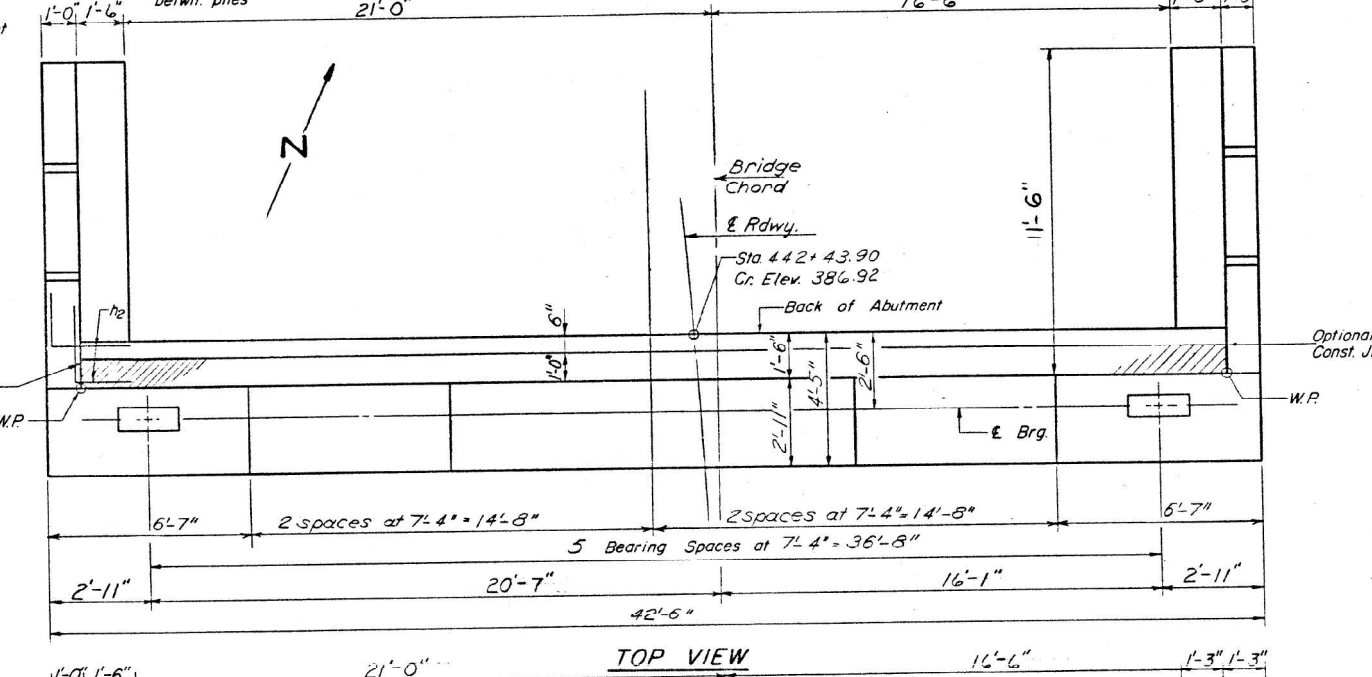 Betwn. piles
1'-0" 1'-6" 21'-0" 16'-6"
N
Bridge
Chord
11'-6"
℄ Rdwy.
Sta. 442+43.90
Gr. Elev. 386.92
Back of Abutment
h2
6"
1'-0"
1'-6"
4'-5"
2'-6"
2'-11"
Optional
Const. J
W.P.
W.P.
℄ Brg.
6'-7" 2 spaces at 7'-4" = 14'-8" 2 spaces at 7'-4" = 14'-8" 6'-7"
5 Bearing Spaces at 7'-4" = 36'-8"
2'-11" 20'-7" 16'-1" 2'-11"
42'-6"
TOP VIEW
1'-0" 1'-6" 21'-0" 16'-6" 1'-3" 1'-3"